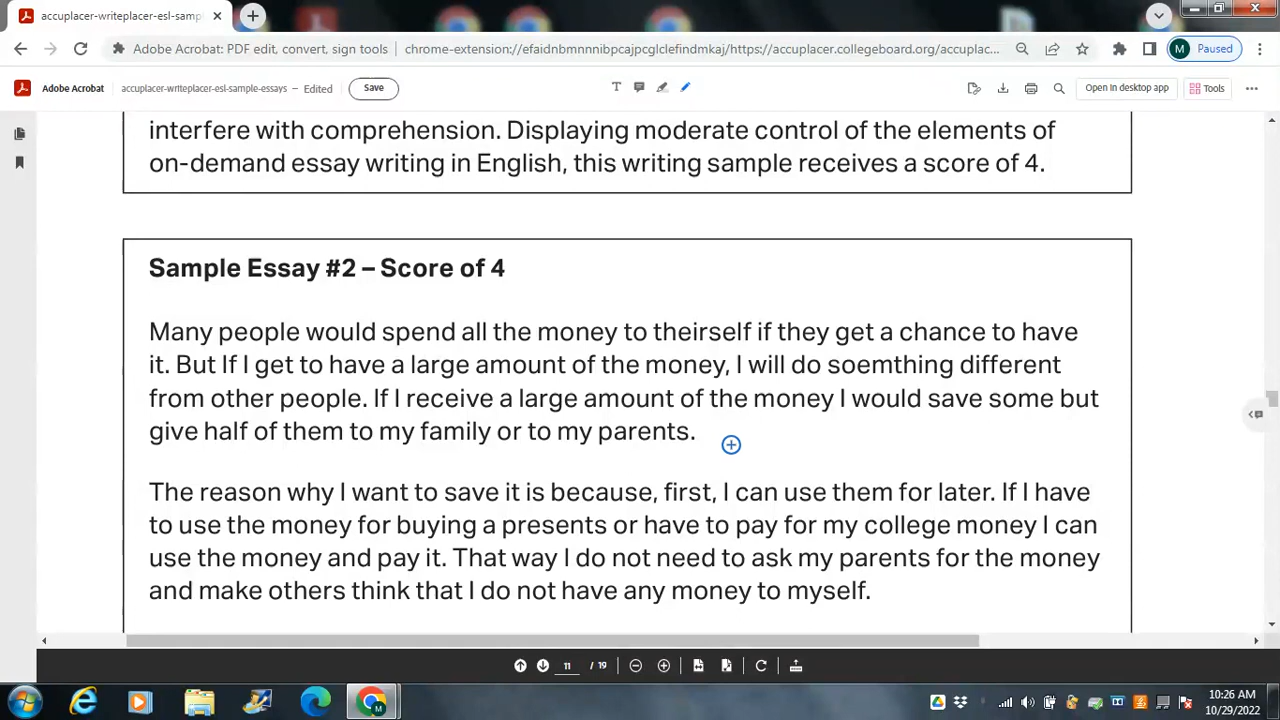 accuplacer-writeplacer-esl-samp
Adobe Acrobat: PDF edit, convert, sign tools
chrome-extension://efaidnbmnnnibpcajpcglclefindmkaj/https://accuplacer.collegeboard.org/accuplac...
M Paused
Adobe Acrobat
accuplacer-writeplacer-esl-sample-essays – Edited
Save
Open in desktop app
Tools
interfere with comprehension. Displaying moderate control of the elements of
on-demand essay writing in English, this writing sample receives a score of 4.
Sample Essay #2 – Score of 4
Many people would spend all the money to theirself if they get a chance to have
it. But If I get to have a large amount of the money, I will do soemthing different
from other people. If I receive a large amount of the money I would save some but
give half of them to my family or to my parents.
The reason why I want to save it is because, first, I can use them for later. If I have
to use the money for buying a presents or have to pay for my college money I can
use the money and pay it. That way I do not need to ask my parents for the money
and make others think that I do not have any money to myself.
11 / 19
10:26 AM
10/29/2022